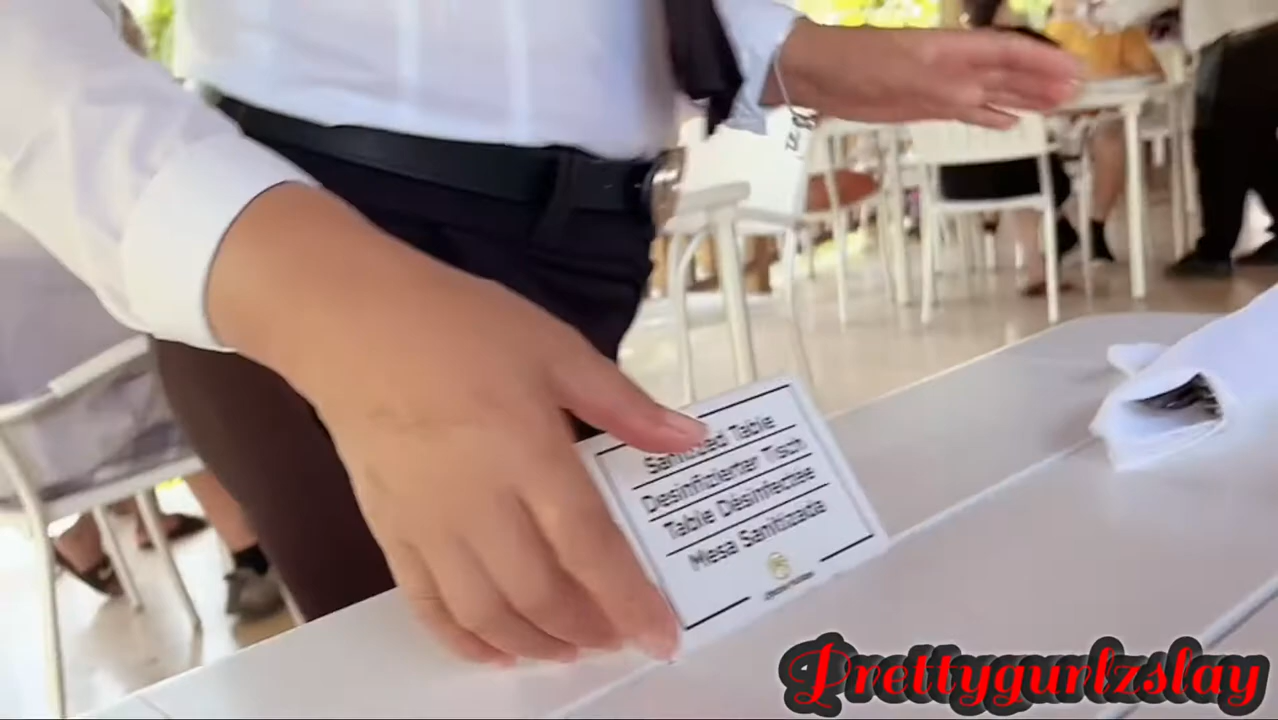 Sanitized Table
Desinfizierter Tisch
Table Désinfectée
Mesa Sanitizada
Prettygurlzslay